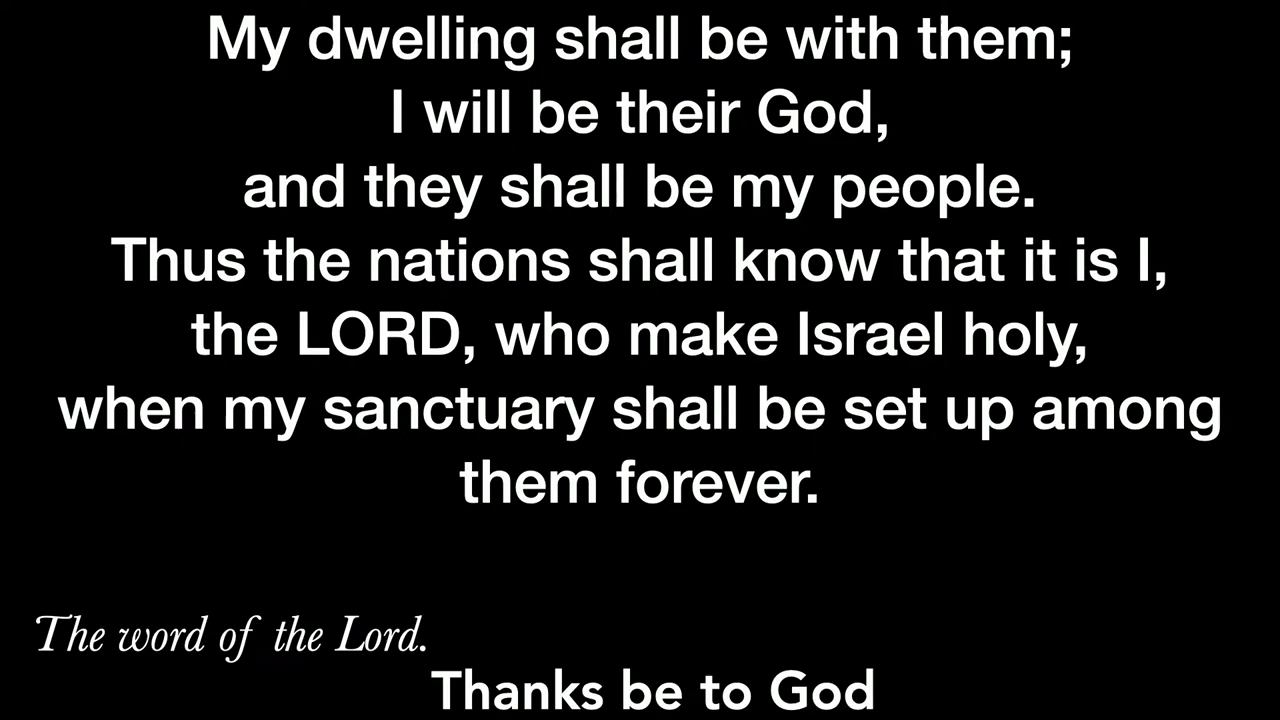 My dwelling shall be with them;
I will be their God,
and they shall be my people.
Thus the nations shall know that it is I,
the LORD, who make Israel holy,
when my sanctuary shall be set up among
them forever.
The word of the Lord.
Thanks be to God